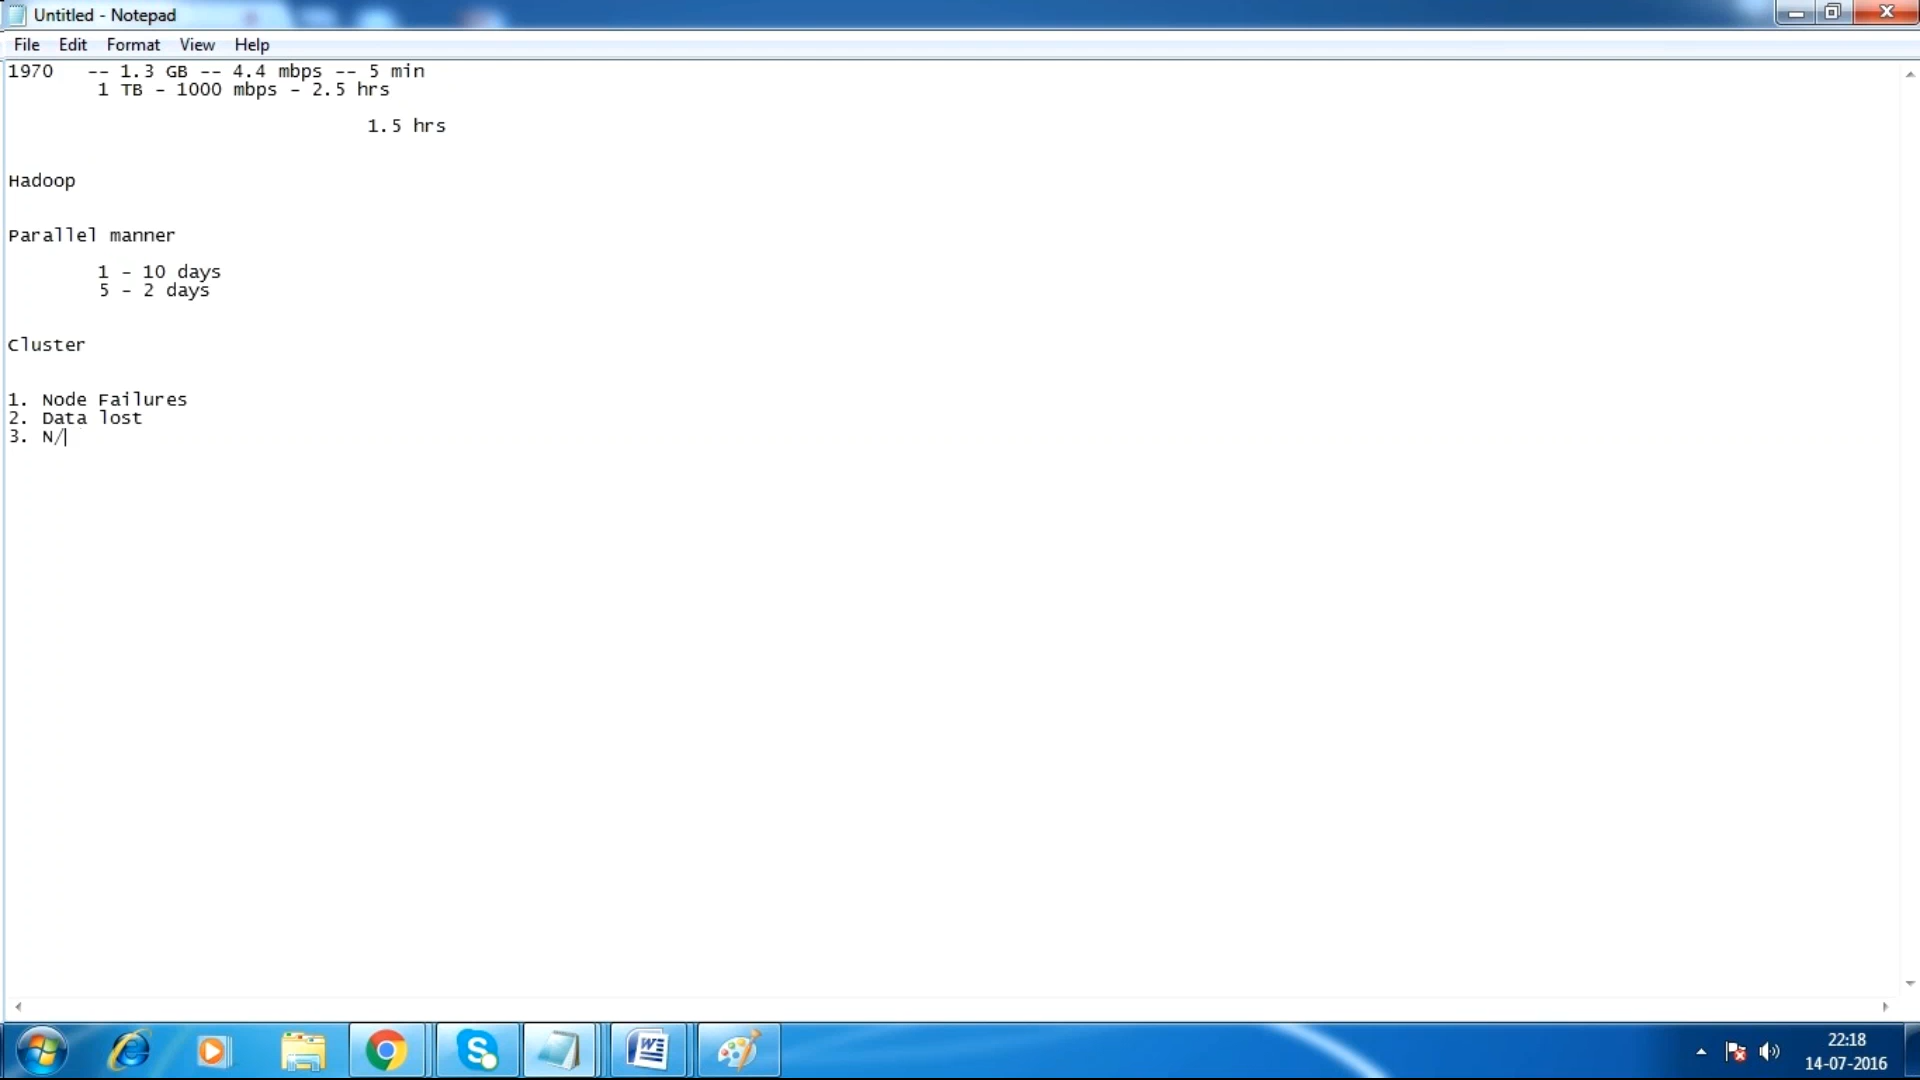 Untitled - Notepad
File Edit Format View Help
1970 -- 1.3 GB -- 4.4 mbps -- 5 min
1 TB - 1000 mbps - 2.5 hrs
1.5 hrs
Hadoop
Parallel manner
1 - 10 days
5 - 2 days
Cluster
1. Node Failures
2. Data lost
3. N/
22:18
14-07-2016